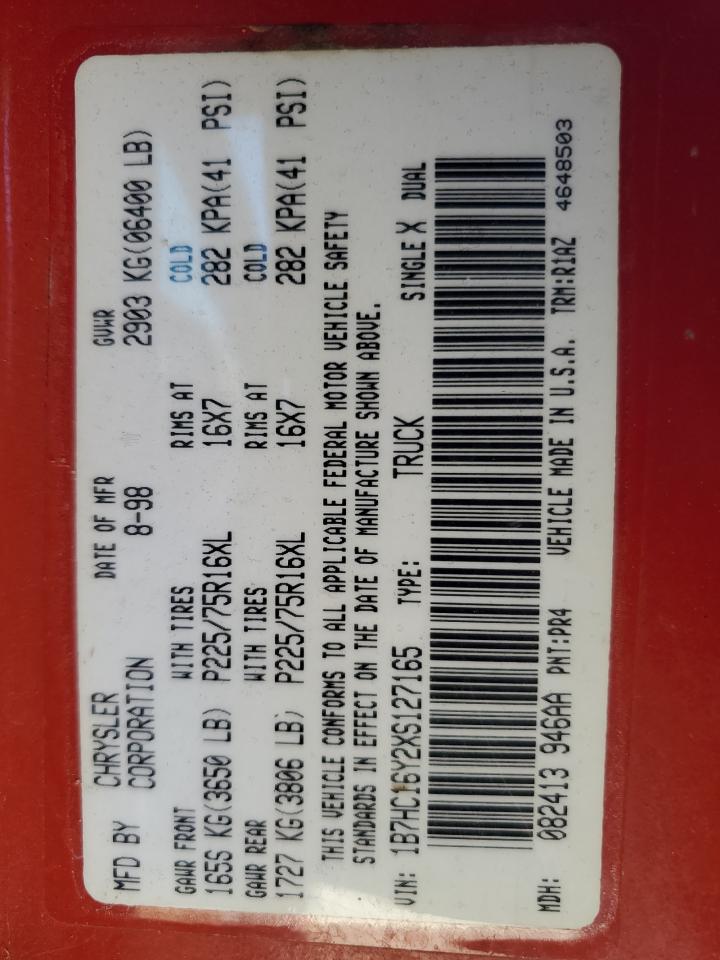 MFD BY CHRYSLER CORPORATION DATE OF MFR 8-98 GVWR 2903 KG(06400 LB)
GAWR FRONT WITH TIRES RIMS AT COLD
1655 KG(3650 LB) P225/75R16XL 16X7 282 KPA(41 PSI)
GAWR REAR WITH TIRES RIMS AT COLD
1727 KG(3806 LB) P225/75R16XL 16X7 282 KPA(41 PSI)
THIS VEHICLE CONFORMS TO ALL APPLICABLE FEDERAL MOTOR VEHICLE SAFETY
STANDARDS IN EFFECT ON THE DATE OF MANUFACTURE SHOWN ABOVE.
VIN: 1B7HC16Y2XS127165 TYPE: TRUCK SINGLE X DUAL
MDH: 082413 946AA PNT:PR4 VEHICLE MADE IN U.S.A. TRM:R1AZ 4648503